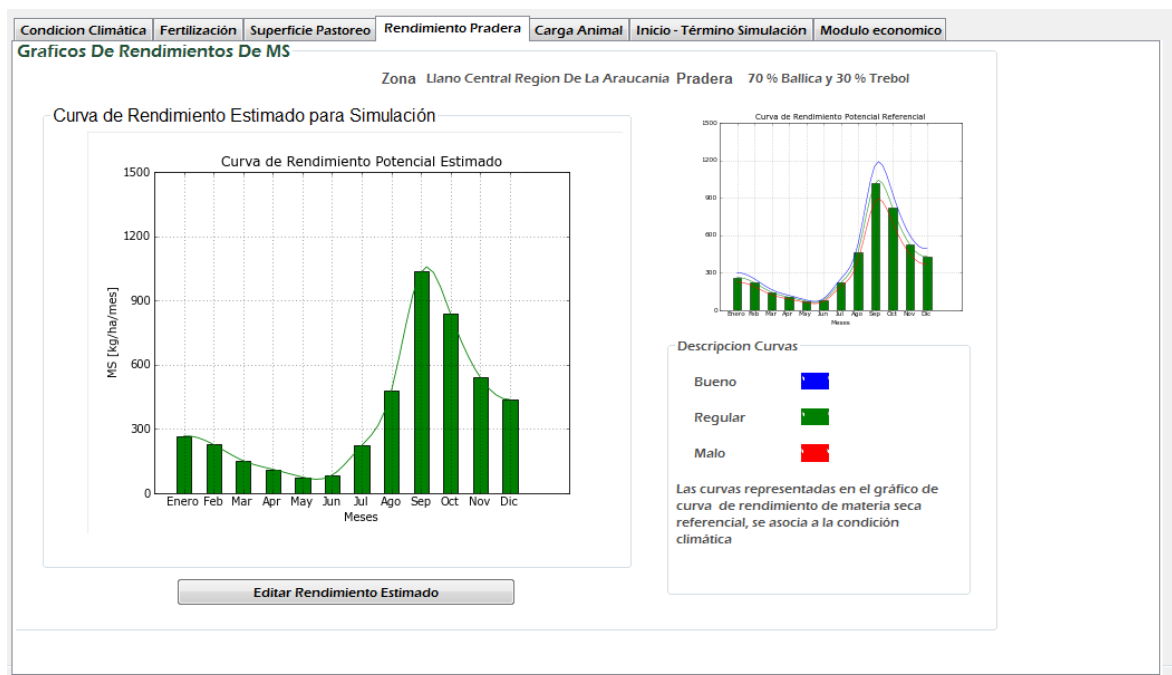 Condicion Climática Fertilización Superficie Pastoreo Rendimiento Pradera Carga Animal Inicio - Término Simulación Modulo economico
Graficos De Rendimientos De MS
Zona Llano Central Region De La Araucania Pradera 70 % Ballica y 30 % Trebol
Curva de Rendimiento Estimado para Simulación
Curva de Rendimiento Potencial Estimado
1500
1200
900
600
300
0
MS [kg/ha/mes]
Enero Feb Mar Apr May Jun Jul Ago Sep Oct Nov Dic
Meses
Editar Rendimiento Estimado
Curva de Rendimiento Potencial Referencial
1500
1200
900
600
300
0
Enero Feb Mar Apr May Jun Jul Ago Sep Oct Nov Dic
Meses
Descripcion Curvas
Bueno
Regular
Malo
Las curvas representadas en el gráfico de
curva de rendimiento de materia seca
referencial, se asocia a la condición
climática